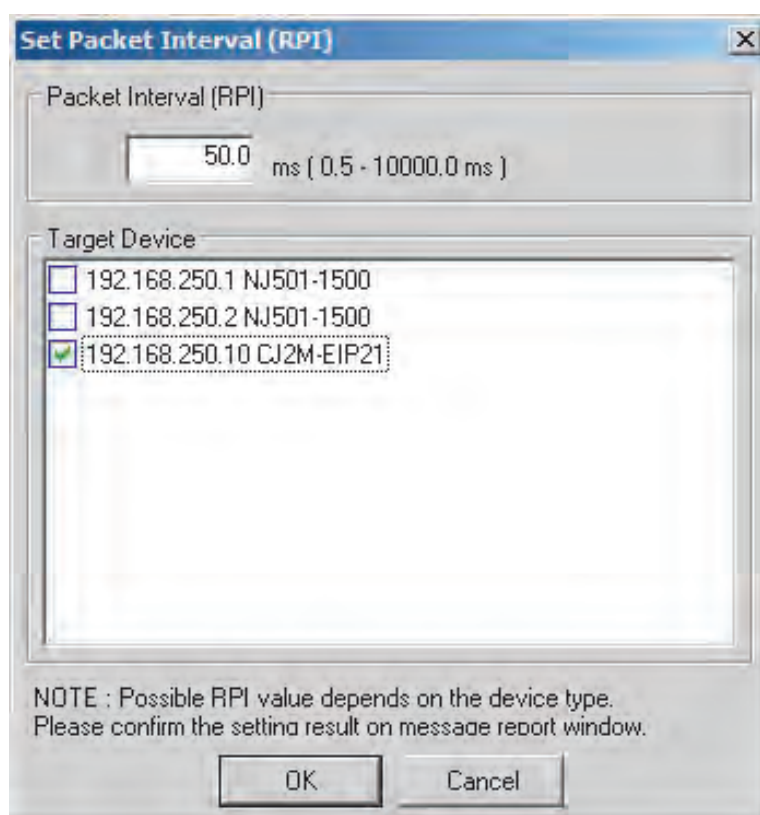 Set Packet Interval (RPI)
Packet Interval (RPI)
50.0 ms ( 0.5 - 10000.0 ms )
Target Device
192.168.250.1 NJ501-1500
192.168.250.2 NJ501-1500
192.168.250.10 CJ2M-EIP21
NOTE : Possible RPI value depends on the device type.
Please confirm the setting result on message report window.
OK Cancel